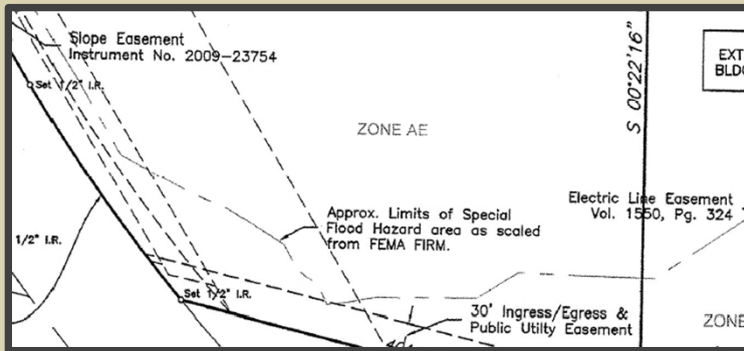 Slope Easement
Instrument No. 2009-23754
Set 1/2" I.R.
ZONE AE
S 00°22'16"
EXT
BLD
Electric Line Easement
Vol. 1550, Pg. 324
Approx. Limits of Special
Flood Hazard area as scaled
from FEMA FIRM.
1/2" I.R.
Set 1/2" I.R.
30' Ingress/Egress &
Public Utilty Easement
ZONE